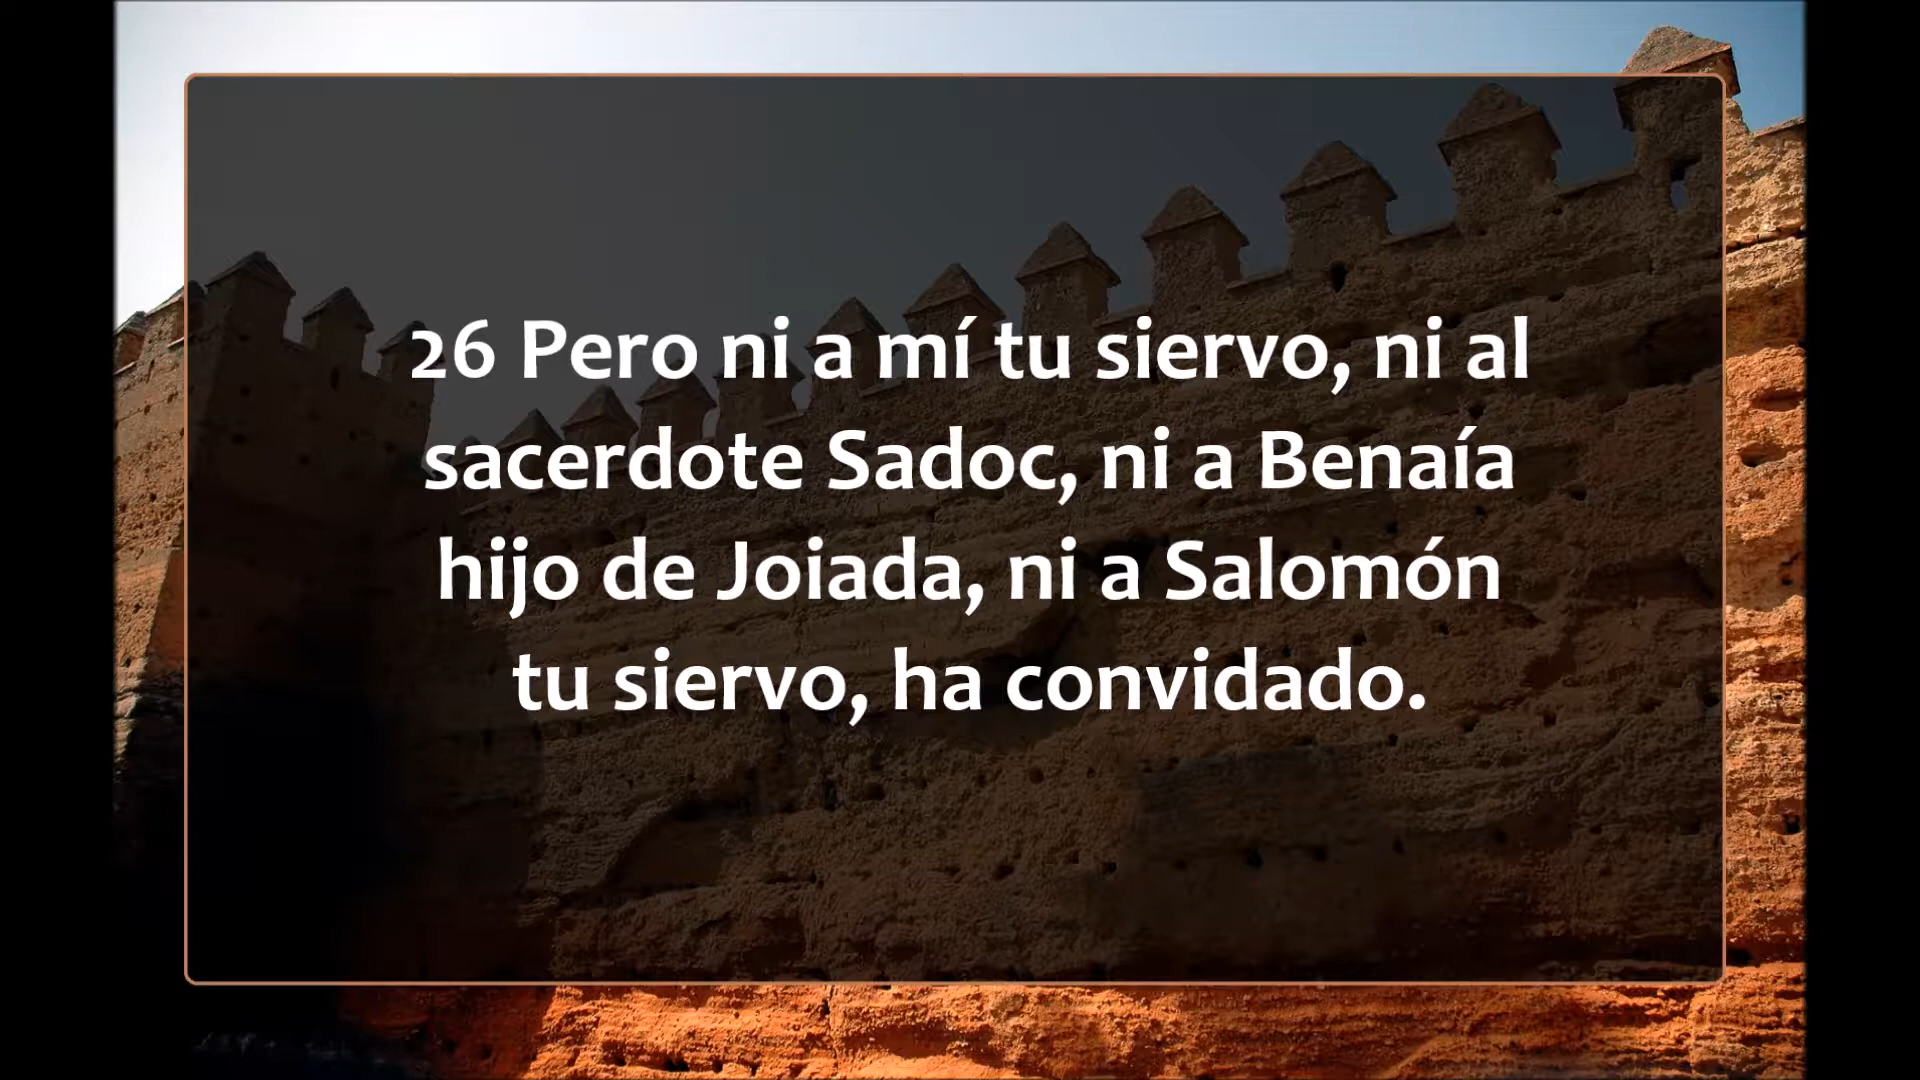 26 Pero ni a mí tu siervo, ni al
sacerdote Sadoc, ni a Benaía
hijo de Joiada, ni a Salomón
tu siervo, ha convidado.